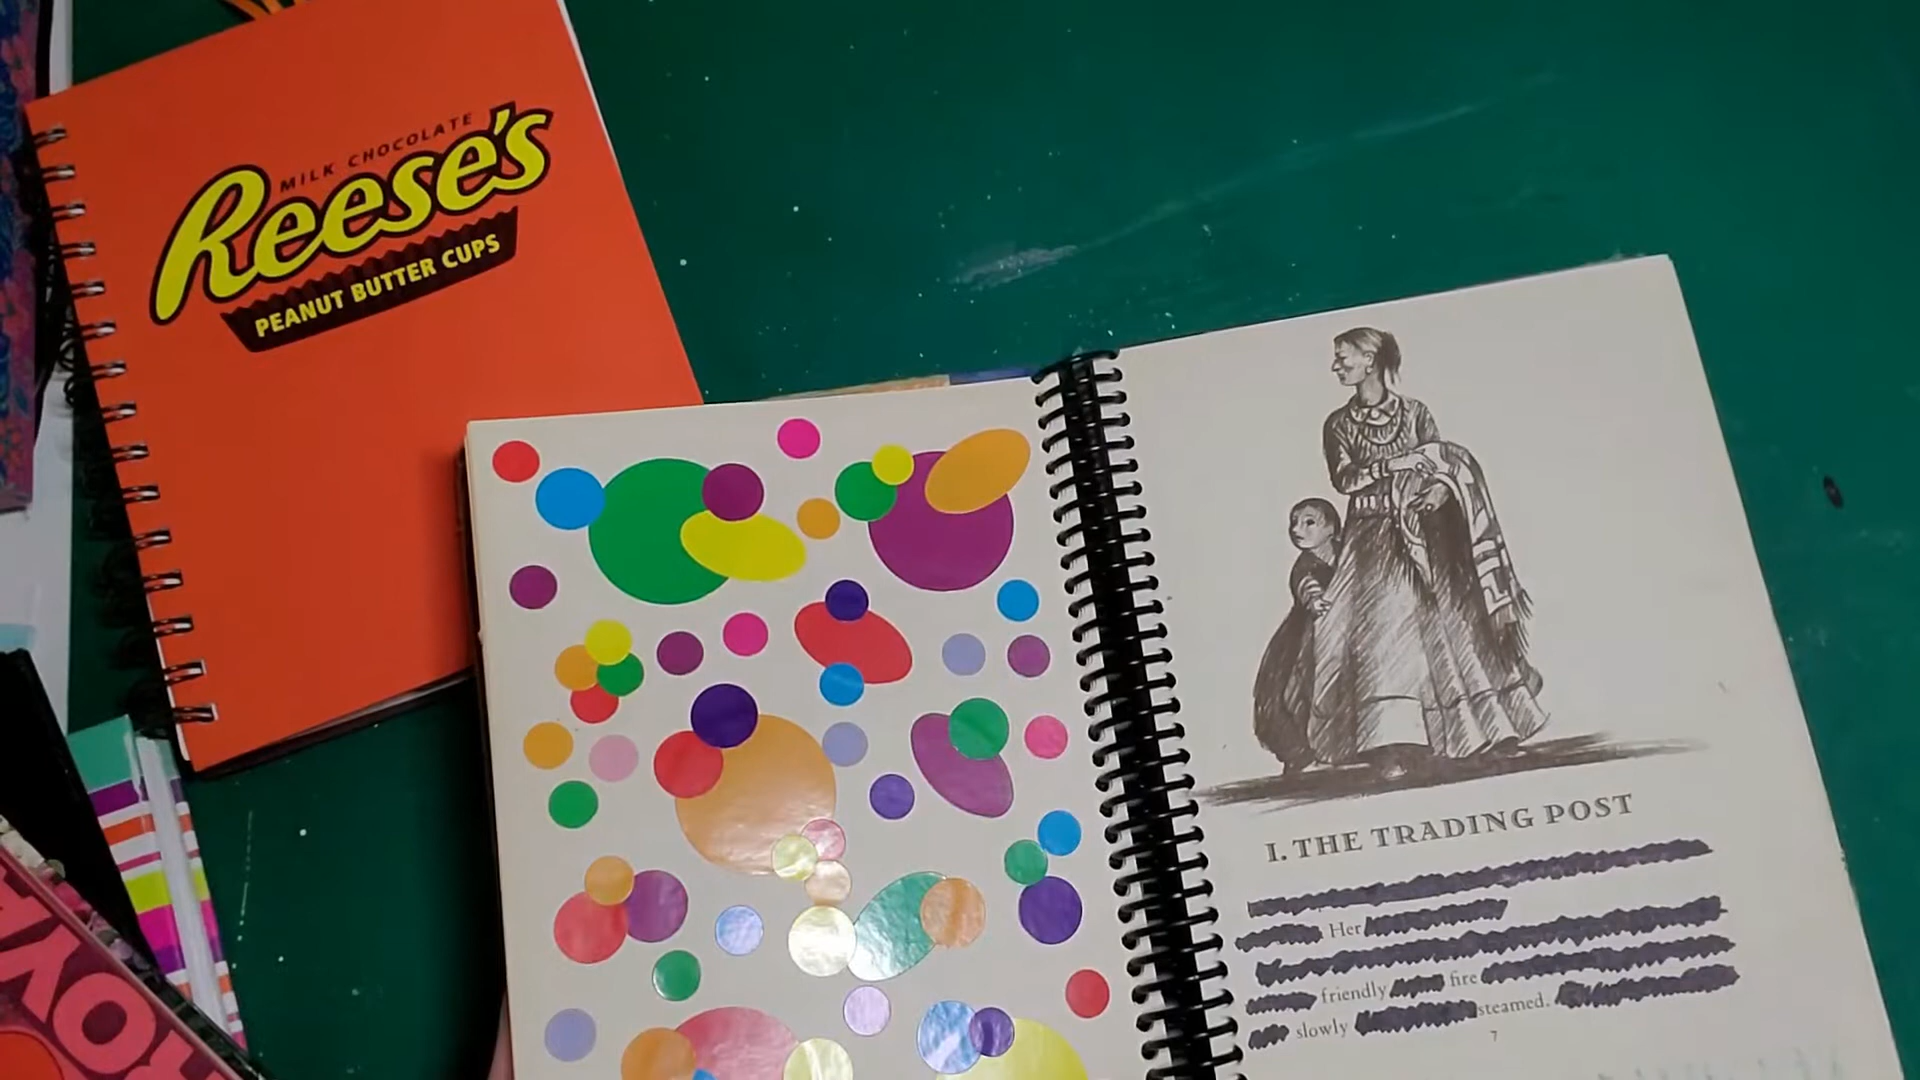 MILK CHOCOLATE
Reese's
PEANUT BUTTER CUPS
I. THE TRADING POST
Her
friendly fire
slowly steamed.
7